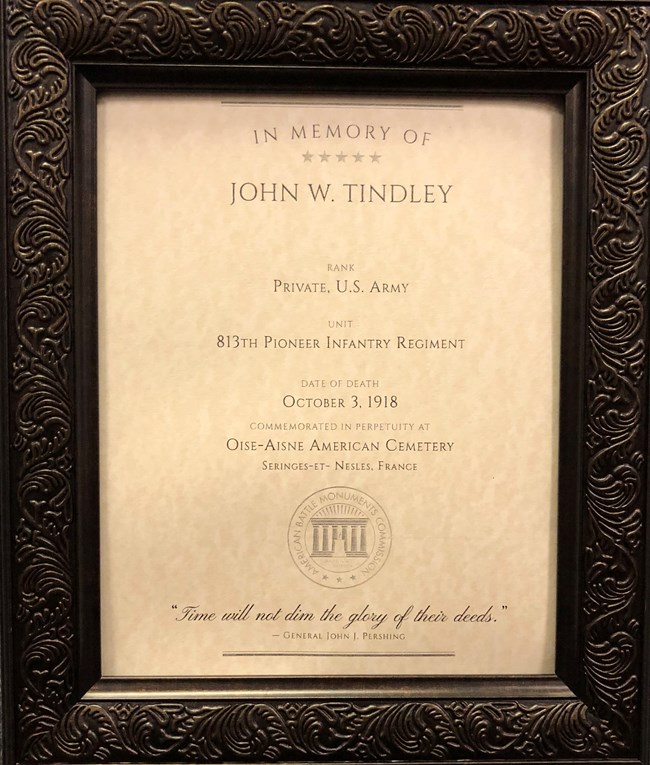 IN MEMORY OF
JOHN W. TINDLEY
RANK
PRIVATE, U.S. ARMY
UNIT
813TH PIONEER INFANTRY REGIMENT
DATE OF DEATH
OCTOBER 3, 1918
COMMEMORATED IN PERPETUITY AT
OISE-AISNE AMERICAN CEMETERY
SERINGES-ET- NESLES, FRANCE
AMERICAN BATTLE MONUMENTS COMMISSION
“Time will not dim the glory of their deeds.”
— GENERAL JOHN J. PERSHING